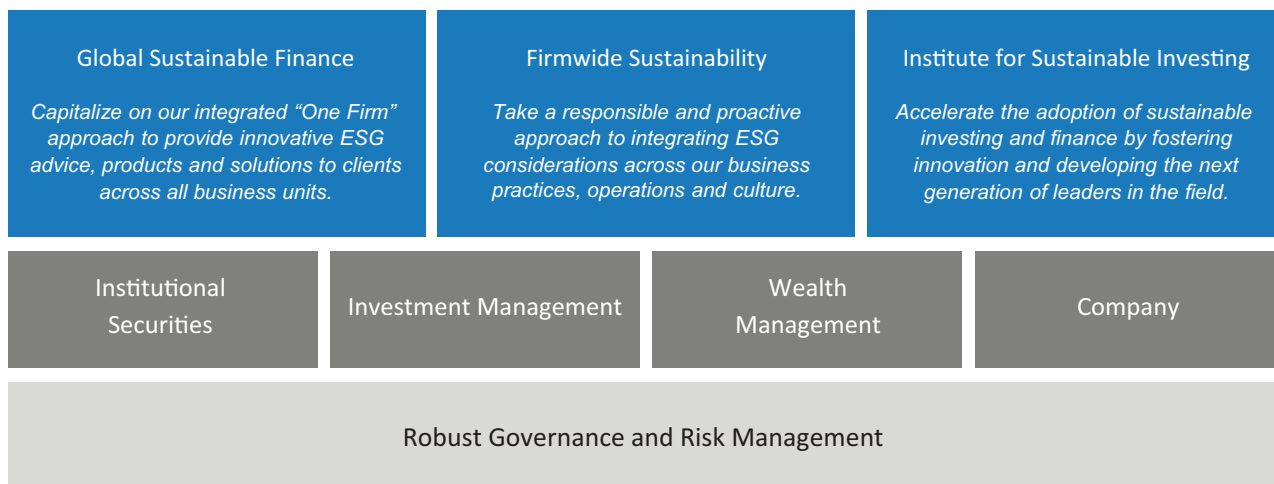 Global Sustainable Finance
Capitalize on our integrated “One Firm”
approach to provide innovative ESG
advice, products and solutions to clients
across all business units.
Firmwide Sustainability
Take a responsible and proactive
approach to integrating ESG
considerations across our business
practices, operations and culture.
Institute for Sustainable Investing
Accelerate the adoption of sustainable
investing and finance by fostering
innovation and developing the next
generation of leaders in the field.
Institutional
Securities
Investment Management
Wealth
Management
Company
Robust Governance and Risk Management